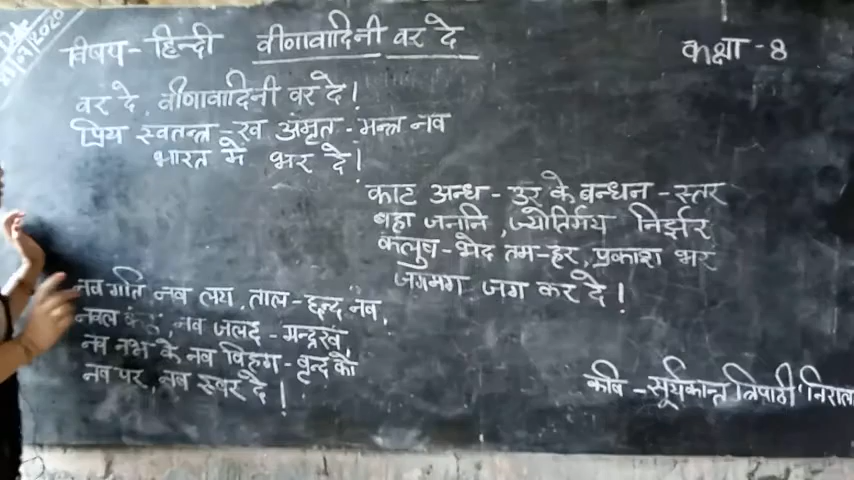 दिनांक
विषय - हिन्दी
वीणावादिनी वर दे
कक्षा - 8
वर दे, वीणावादिनी वर दे!
प्रिय स्वतन्त्र - रव अमृत - मन्त्र नव
भारत में भर दे!
काट अन्ध - उर के बन्धन - स्तर
बहा जननि, ज्योतिर्मय निर्झर
कलुष - भेद तम - हर, प्रकाश भर
जगमग जग कर दे!
नव गति नव लय, ताल - छन्द नव,
नवल नव जलद - मन्द्ररव,
नव नभ के नव विहग - वृन्द को
नव पर, नव स्वर दे!
कवि - सूर्यकान्त त्रिपाठी 'निराला